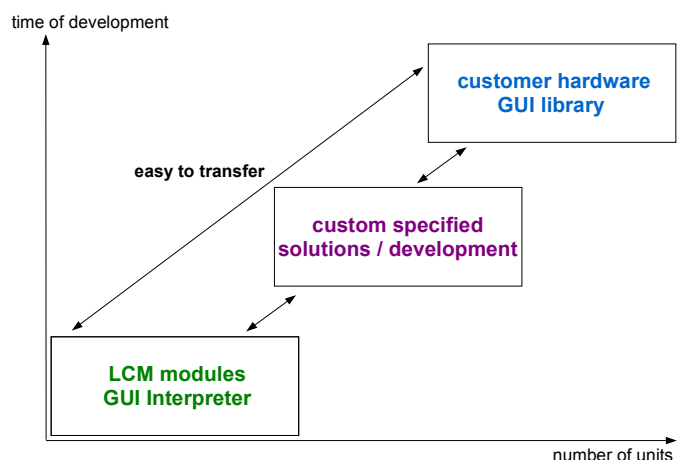 time of development
customer hardware
GUI library
easy to transfer
custom specified
solutions / development
LCM modules
GUI Interpreter
number of units